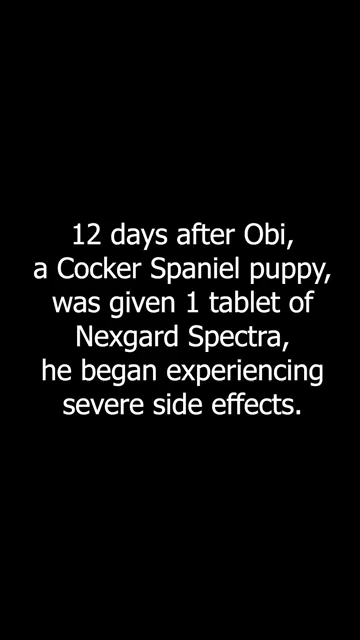 12 days after Obi,
a Cocker Spaniel puppy,
was given 1 tablet of
Nexgard Spectra,
he began experiencing
severe side effects.